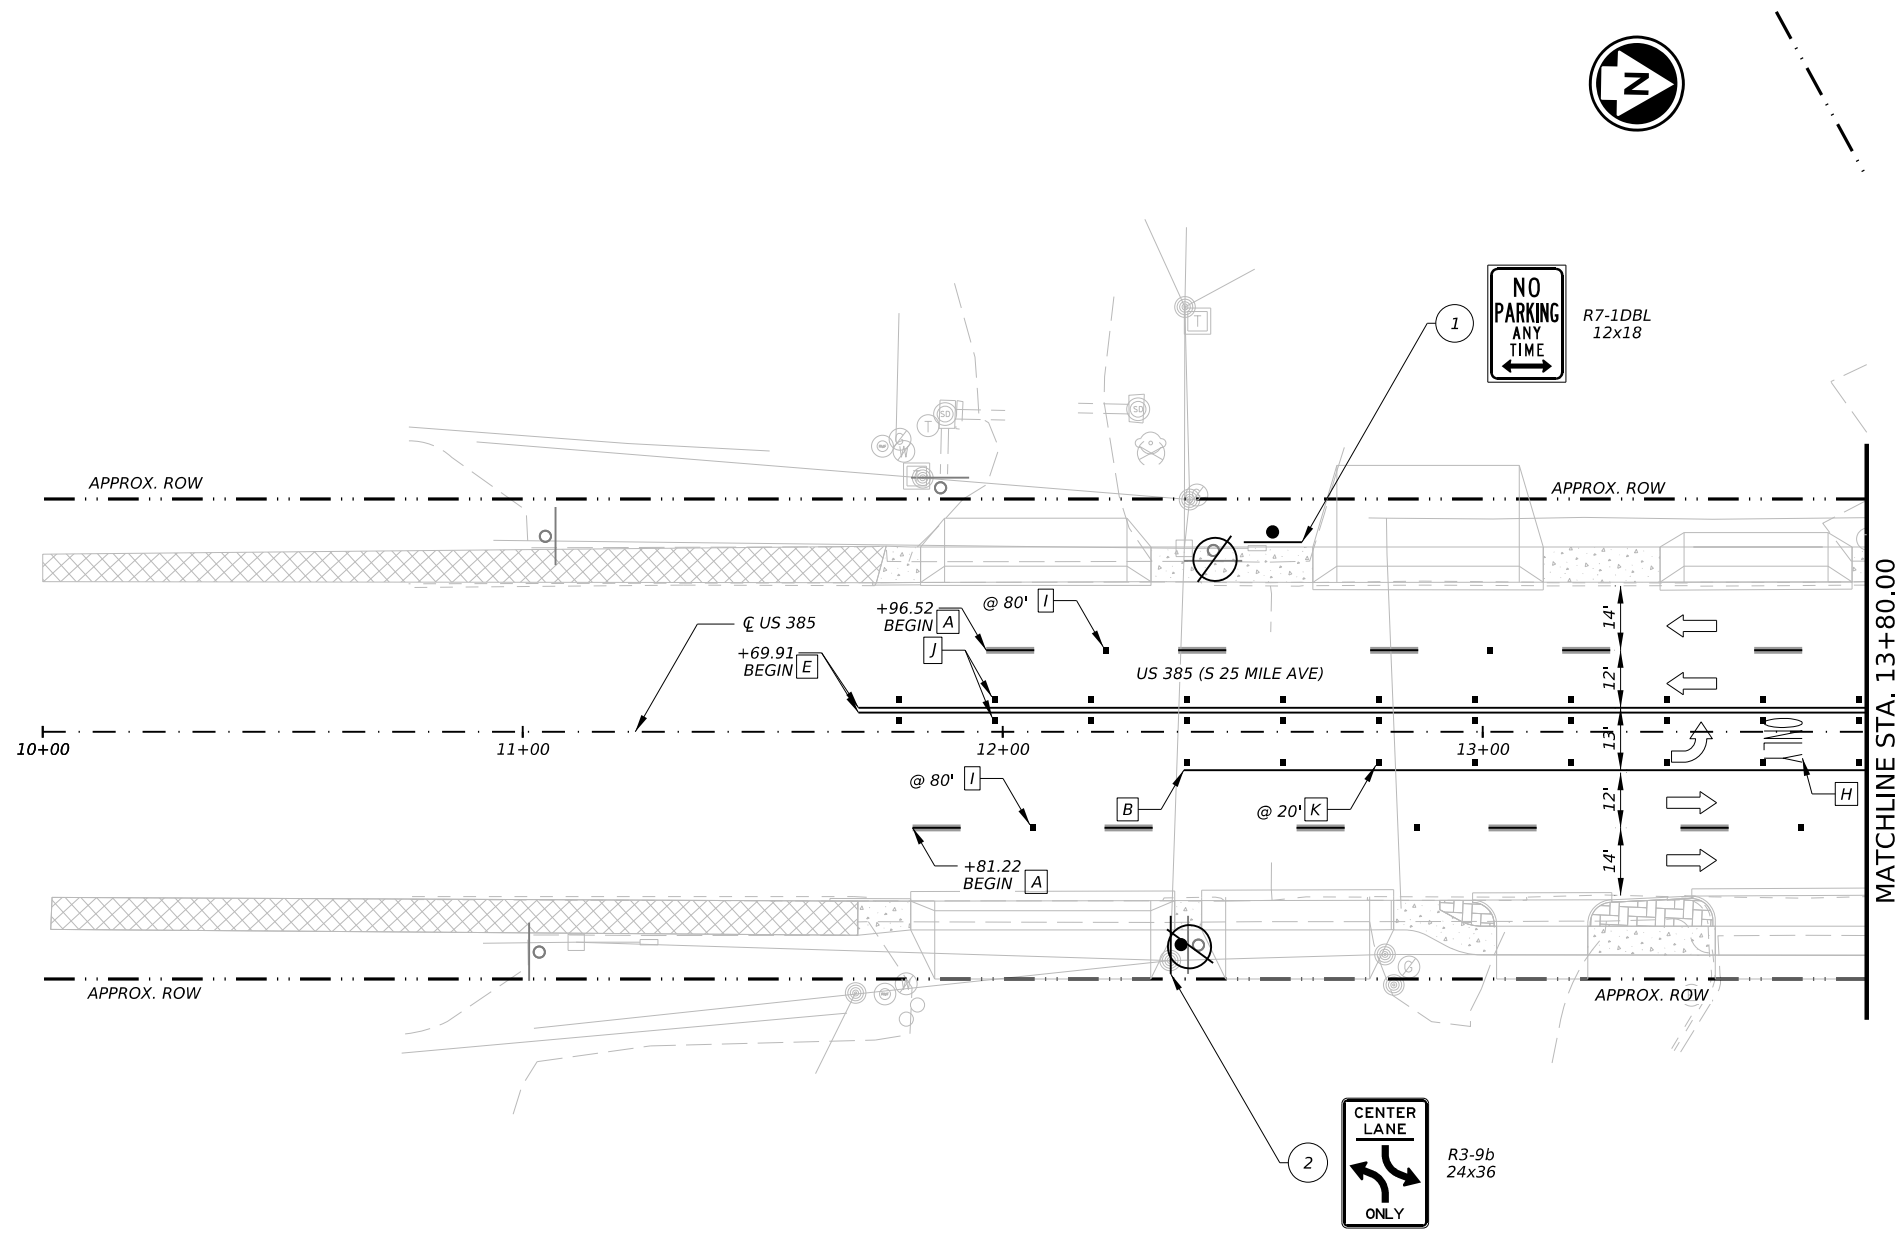 N
NO
PARKING
ANY
TIME
1
R7-1DBL
12x18
T
SD
SD
T
W
APPROX. ROW
APPROX. ROW
+96.52
BEGIN A
@ 80' I
14'
℄ US 385
J
+69.91
BEGIN E
US 385 (S 25 MILE AVE)
12'
MATCHLINE STA. 13+80.00
10+00
11+00
12+00
13+00
13'
ONLY
@ 80' I
B
@ 20' K
12'
H
+81.22
BEGIN A
14'
G
APPROX. ROW
APPROX. ROW
2
CENTER
LANE
ONLY
R3-9b
24x36